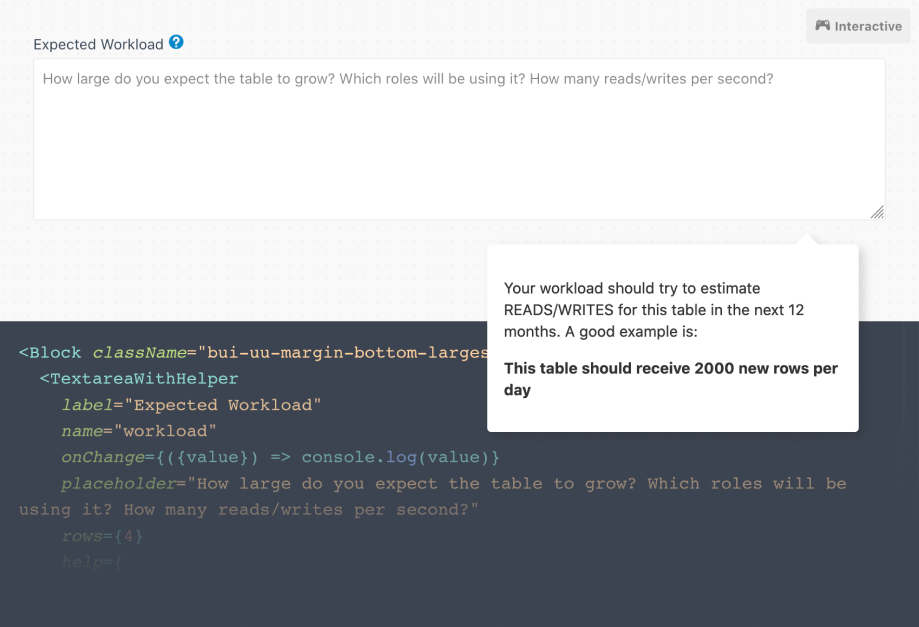 Interactive
Expected Workload ?
How large do you expect the table to grow? Which roles will be using it? How many reads/writes per second?
Your workload should try to estimate
READS/WRITES for this table in the next 12
months. A good example is:
This table should receive 2000 new rows per
day
<Block className="bui-uu-margin-bottom-larges
<TextareaWithHelper
label="Expected Workload"
name="workload"
onChange={({value}) => console.log(value)}
placeholder="How large do you expect the table to grow? Which roles will be
using it? How many reads/writes per second?"
rows={4}
help={